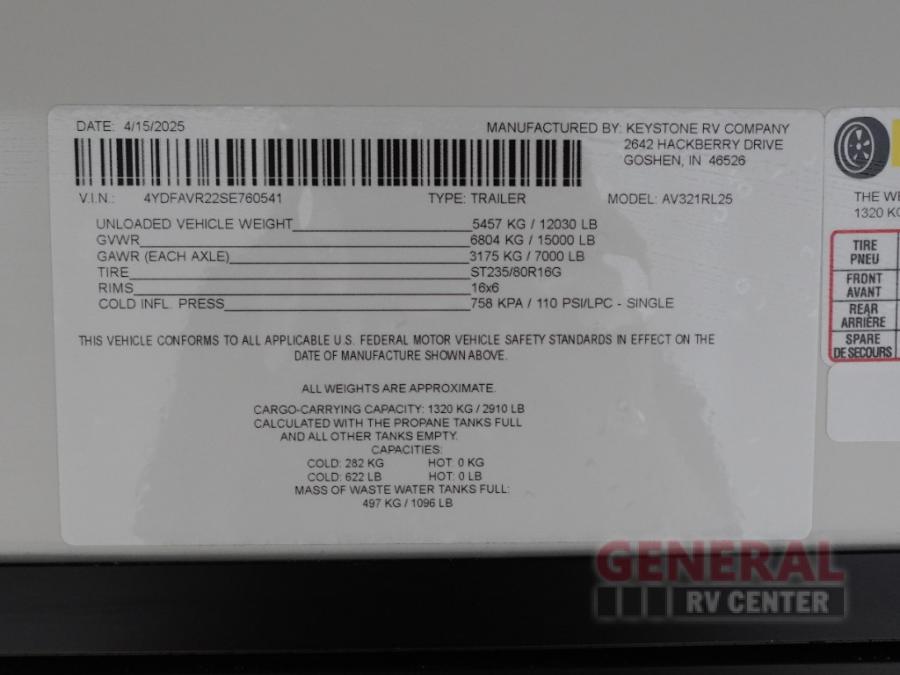 DATE: 4/15/2025
MANUFACTURED BY: KEYSTONE RV COMPANY
2642 HACKBERRY DRIVE
GOSHEN, IN 46526
V.I.N.: 4YDFAVR22SE760541 TYPE: TRAILER MODEL: AV321RL25
UNLOADED VEHICLE WEIGHT 5457 KG / 12030 LB
GVWR 6804 KG / 15000 LB
GAWR (EACH AXLE) 3175 KG / 7000 LB
TIRE ST235/80R16G
RIMS 16x6
COLD INFL. PRESS 758 KPA / 110 PSI/LPC - SINGLE
THIS VEHICLE CONFORMS TO ALL APPLICABLE U.S. FEDERAL MOTOR VEHICLE SAFETY STANDARDS IN EFFECT ON THE
DATE OF MANUFACTURE SHOWN ABOVE.
ALL WEIGHTS ARE APPROXIMATE.
CARGO-CARRYING CAPACITY: 1320 KG / 2910 LB
CALCULATED WITH THE PROPANE TANKS FULL
AND ALL OTHER TANKS EMPTY.
CAPACITIES:
COLD: 282 KG HOT: 0 KG
COLD: 622 LB HOT: 0 LB
MASS OF WASTE WATER TANKS FULL:
497 KG / 1096 LB
THE WE
1320 KG
TIRE
PNEU
FRONT
AVANT
REAR
ARRIÈRE
SPARE
DE SECOURS
GENERAL
RV CENTER